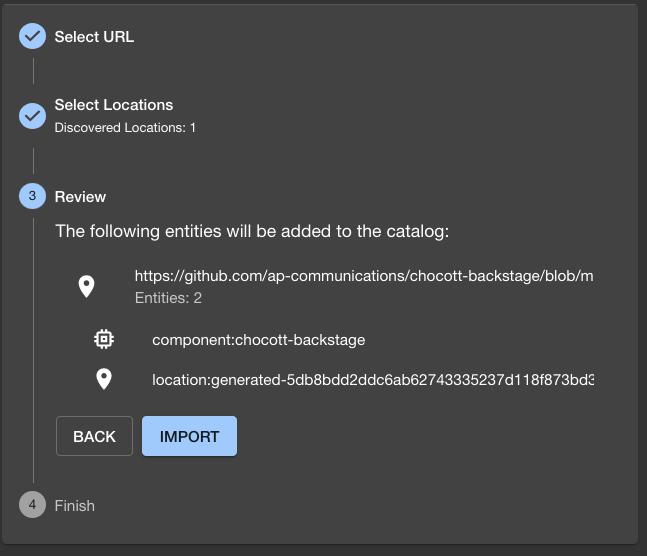 Select URL
Select Locations
Discovered Locations: 1
3
Review
The following entities will be added to the catalog:
https://github.com/ap-communications/chocott-backstage/blob/m
Entities: 2
component:chocott-backstage
location:generated-5db8bdd2ddc6ab62743335237d118f873bd3
BACK
IMPORT
4
Finish